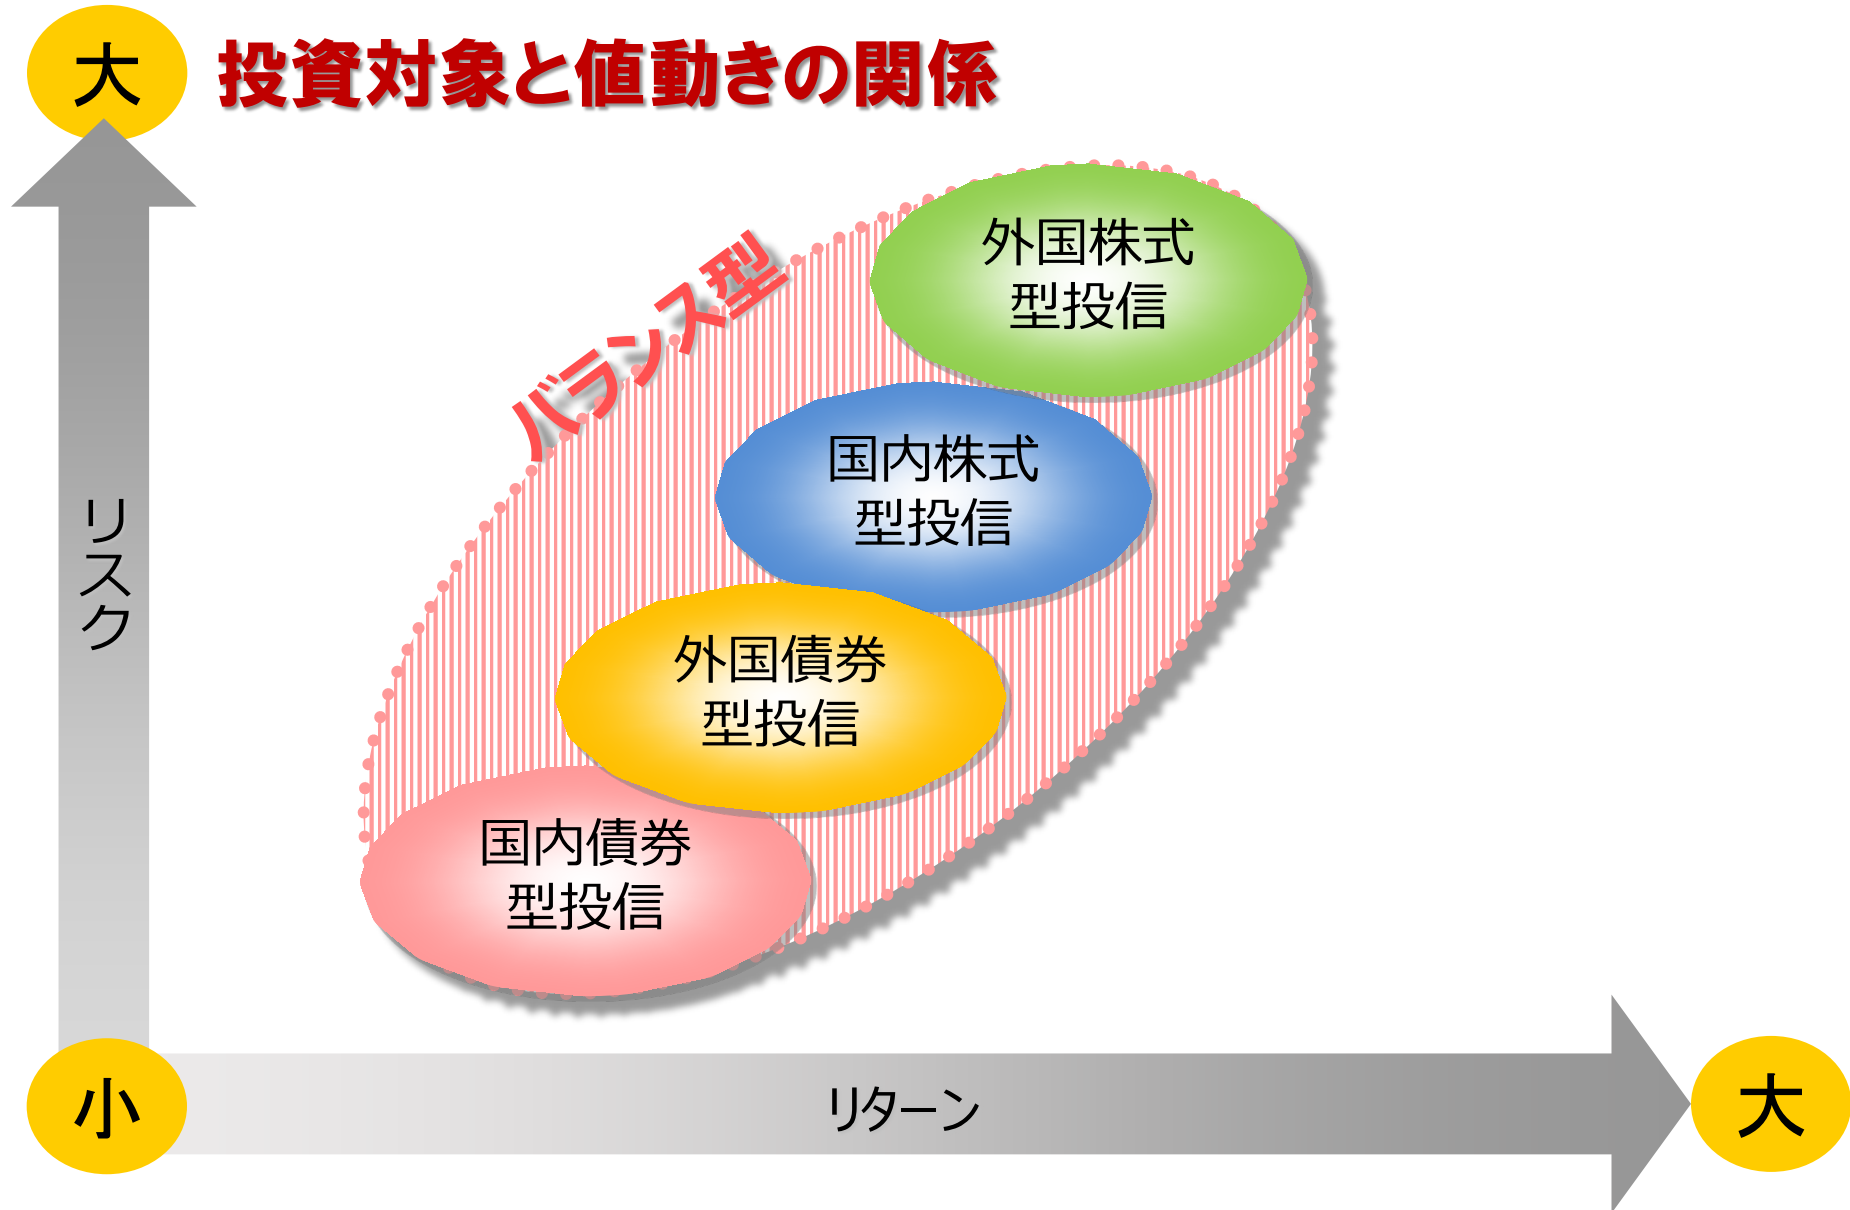 大
投資対象と値動きの関係
バランス型
外国株式
型投信
国内株式
型投信
外国債券
型投信
国内債券
型投信
リスク
小
リターン
大